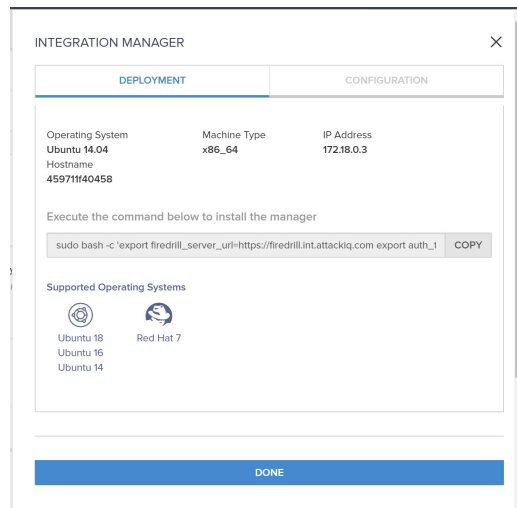 INTEGRATION MANAGER
DEPLOYMENT CONFIGURATION
Operating System Machine Type IP Address
Ubuntu 14.04 x86_64 172.18.0.3
Hostname
459711f40458
Execute the command below to install the manager
sudo bash -c 'export firedrill_server_url=https://firedrill.int.attackiq.com export auth_t COPY
Supported Operating Systems
Ubuntu 18 Red Hat 7
Ubuntu 16
Ubuntu 14
DONE